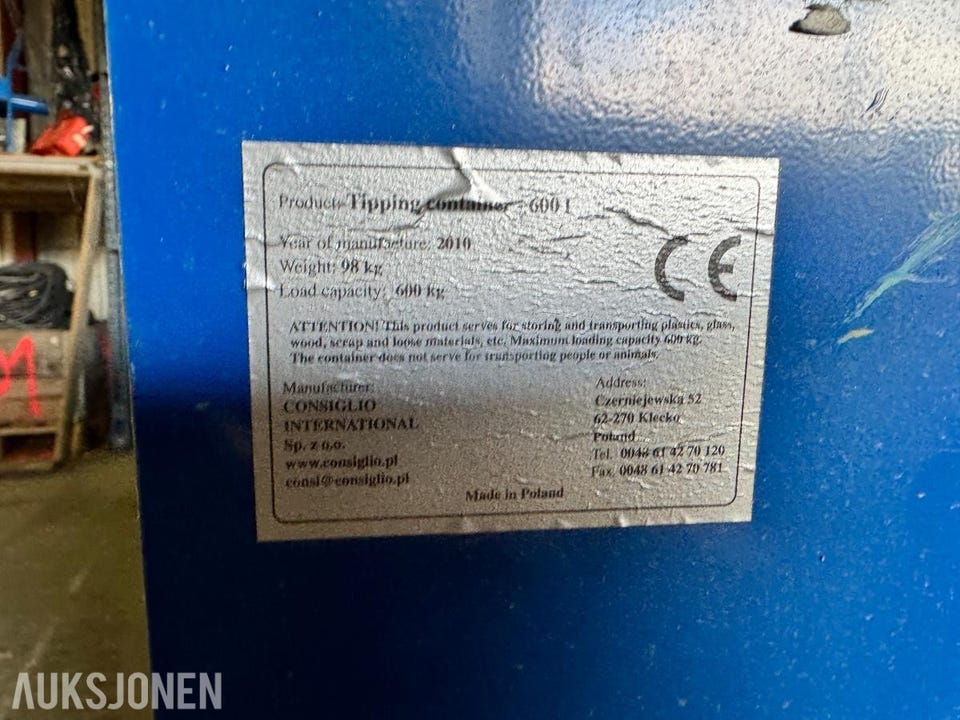 Product: Tipping container - 600 l
Year of manufacture: 2010
Weight: 98 kg
Load capacity: 600 kg
CE
ATTENTION! This product serves for storing and transporting plastics, glass,
wood, scrap and loose materials, etc. Maximum loading capacity 600 kg.
The container does not serve for transporting people or animals.
Manufacturer:
CONSIGLIO
INTERNATIONAL
Sp. z o.o.
www.consiglio.pl
consi@consiglio.pl
Address:
Czerniejewska 52
62-270 Klecko
Poland
Tel. 0048 61 42 70 120
Fax. 0048 61 42 70 781
Made in Poland
AUKSJONEN